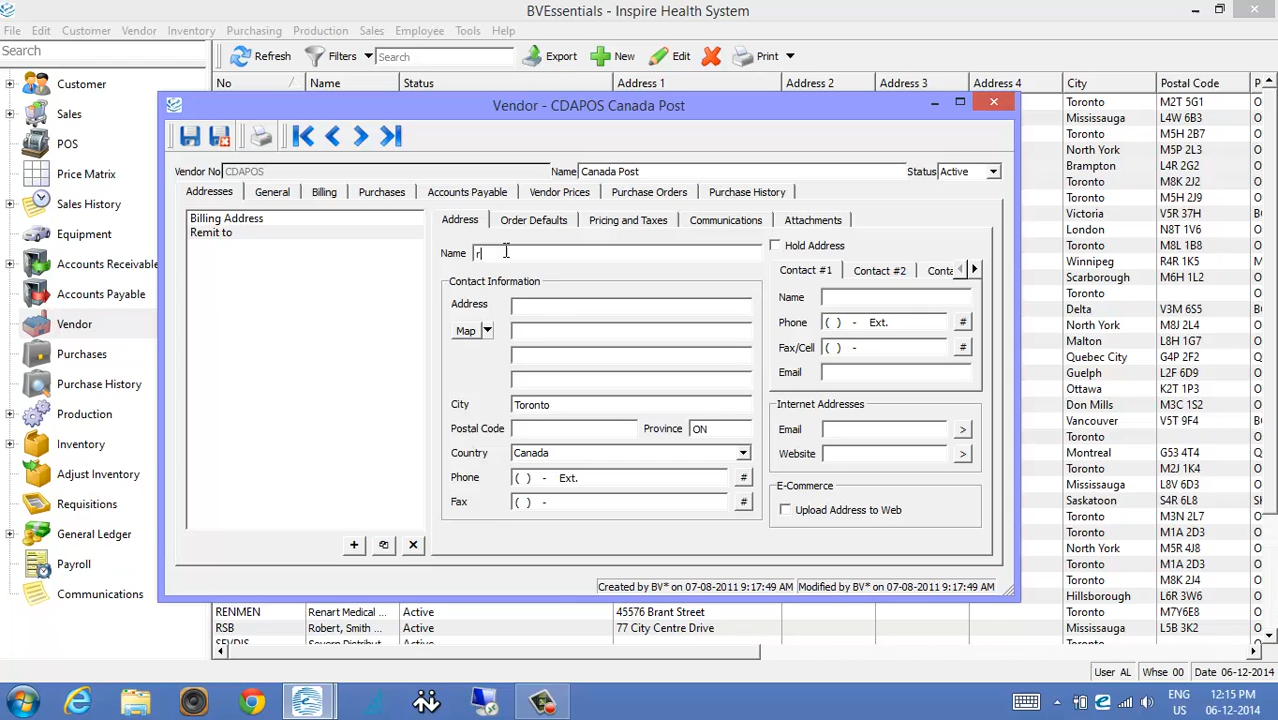 BVEssentials - Inspire Health System
File Edit Customer Vendor Inventory Purchasing Production Sales Employee Tools Help
Search
Refresh Filters Search Export New Edit Print
No Name Status Address 1 Address 2 Address 3 Address 4 City Postal Code P
Customer
Sales
POS
Price Matrix
Sales History
Equipment
Accounts Receivable
Accounts Payable
Vendor
Purchases
Purchase History
Production
Inventory
Adjust Inventory
Requisitions
General Ledger
Payroll
Communications
Vendor - CDAPOS Canada Post
Vendor No CDAPOS Name Canada Post Status Active
Addresses General Billing Purchases Accounts Payable Vendor Prices Purchase Orders Purchase History
Billing Address
Remit to
Address Order Defaults Pricing and Taxes Communications Attachments
Name r
Hold Address
Contact Information
Address
Map
City Toronto
Postal Code Province ON
Country Canada
Phone ( ) - Ext. #
Fax ( ) - #
Contact #1 Contact #2 Conta
Name
Phone ( ) - Ext. #
Fax/Cell ( ) - #
Email
Internet Addresses
Email >
Website >
E-Commerce
Upload Address to Web
Created by BV* on 07-08-2011 9:17:49 AM Modified by BV* on 07-08-2011 9:17:49 AM
Toronto M2T 5G1 O
Mississauga L4W 6B3 O
Toronto M5H 2B7 O
North York M5P 2L3 O
Brampton L4R 2G2 O
Toronto M8K 2J2 O
Victoria V5R 37H B
London N8T 1V6 O
Toronto M8L 1B8 O
Winnipeg R4R 1K5 M
Scarborough M5H 1L2 O
Toronto O
Delta V3M 6S5 B
North York M8J 2L4 O
Maple L8H 1G7 O
Quebec City G4P 2F2 Q
Guelph L2F 6D9 O
Ottawa K2T 1P3 O
Don Mills M3C 1S2 O
Vancouver V5T 9F4 B
Toronto O
Montreal G53 4T4 Q
Toronto M2J 1K4 O
Mississauga L8V 6D3 O
Saskatoon S4R 6L8 S
Toronto M3N 2L7 O
Toronto M1A 2D3 O
North York M5R 4J8 O
Toronto M1A 2D3 O
Toronto M8K 2J4 O
Hillsborough L6R 3W6 O
RENMEN Renart Medical ... Active 45576 Brant Street Toronto M7Y6E8 O
RSB Robert, Smith ... Active 77 City Centre Drive Mississauga L5B 3K2 O
User AL Whse 00 Date 06-12-2014
ENG 12:15 PM
US 06-12-2014